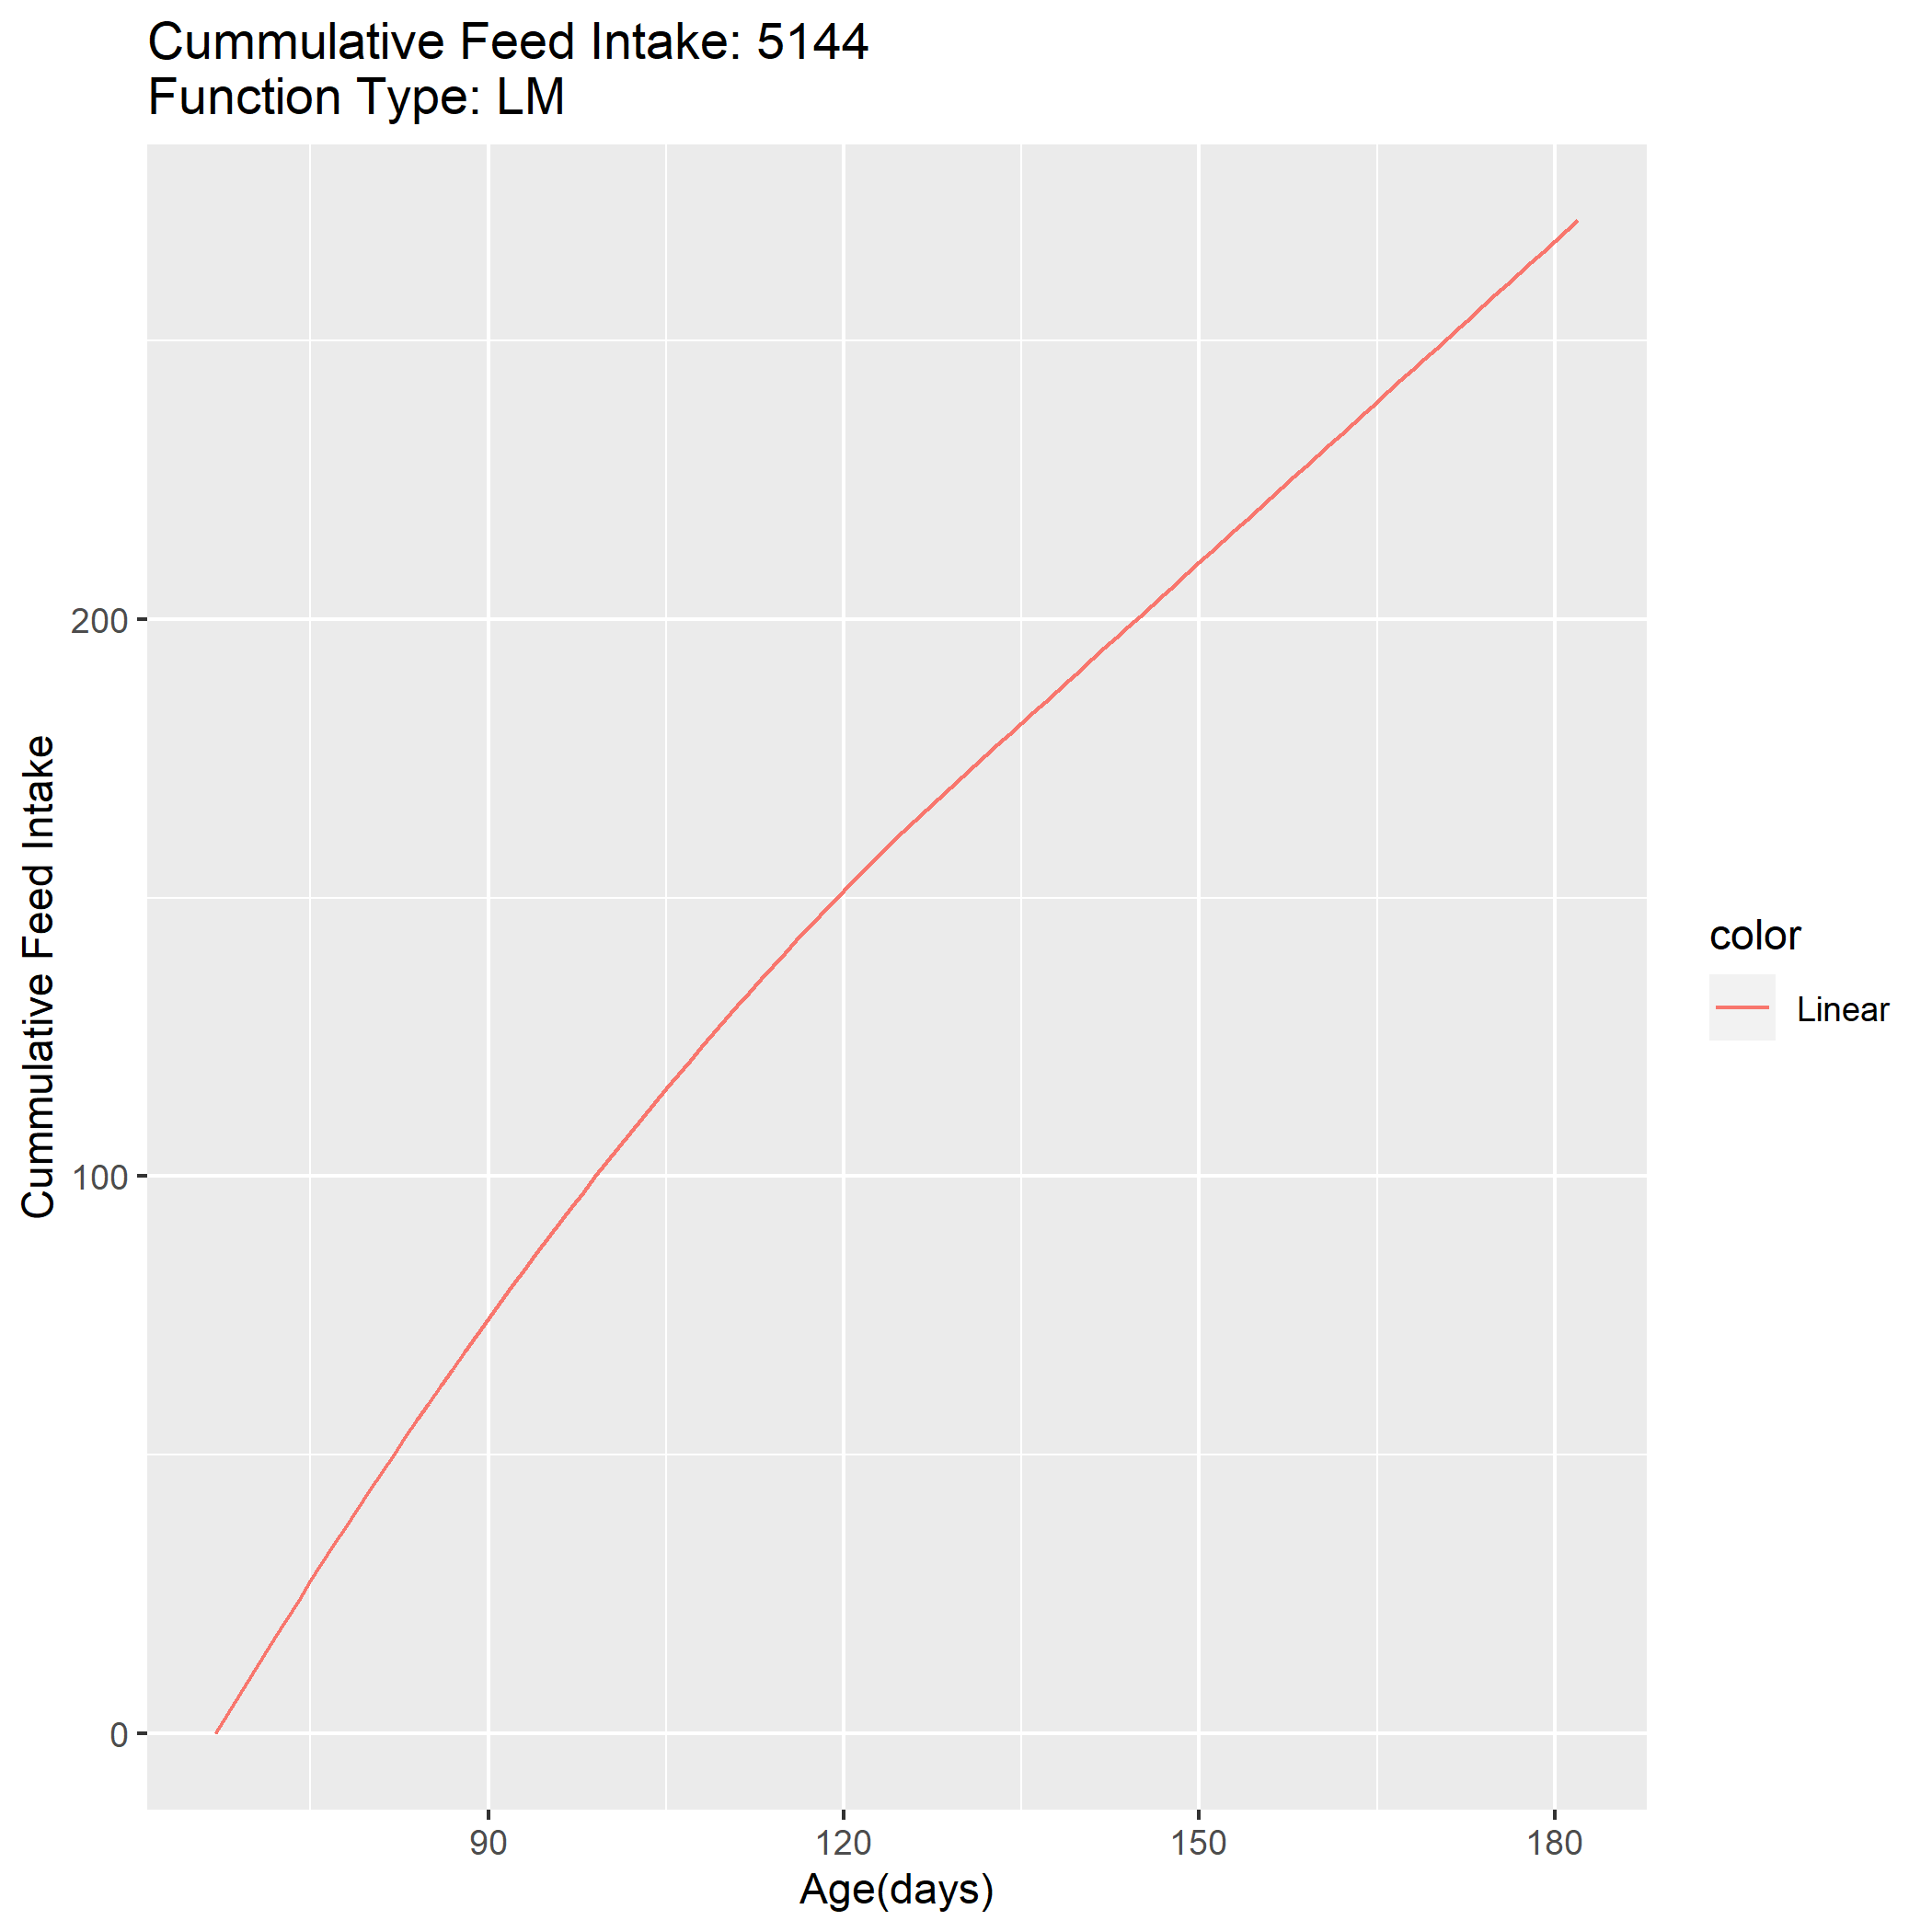 Cummulative Feed Intake: 5144
Function Type: LM
Cummulative Feed Intake
200
100
0
90
120
150
180
Age(days)
color
Linear